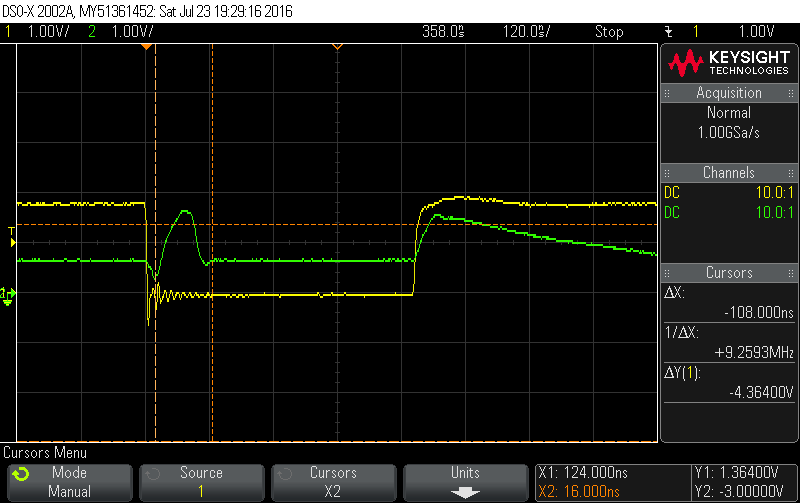 DSO-X 2002A, MY51361452: Sat Jul 23 19:29:16 2016
1 1.00V/ 2 1.00V/ 358.0ns 120.0ns/ Stop 1 1.00V
KEYSIGHT
TECHNOLOGIES
Acquisition
Normal
1.00GSa/s
Channels
DC 10.0:1
DC 10.0:1
Cursors
ΔX:
-108.000ns
1/ΔX:
+9.2593MHz
ΔY(1):
-4.36400V
T
Cursors Menu
Mode
Manual
Source
1
Cursors
X2
Units
X1: 124.000ns
X2: 16.000ns
Y1: 1.36400V
Y2: -3.00000V